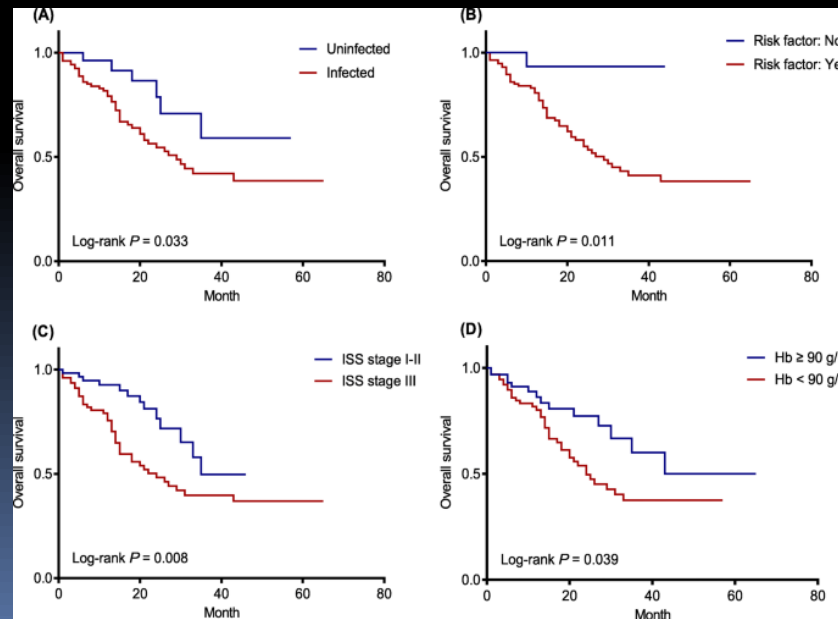 (A)
Uninfected
Infected
Overall survival
1.0
0.5
0.0
Log-rank P = 0.033
0 20 40 60 80
Month
(B)
Risk factor: No
Risk factor: Ye
Overall survival
1.0
0.5
0.0
Log-rank P = 0.011
0 20 40 60 80
Month
(C)
ISS stage I-II
ISS stage III
Overall survival
1.0
0.5
0.0
Log-rank P = 0.008
0 20 40 60 80
Month
(D)
Hb ≥ 90 g/
Hb < 90 g/
Overall survival
1.0
0.5
0.0
Log-rank P = 0.039
0 20 40 60 80
Month